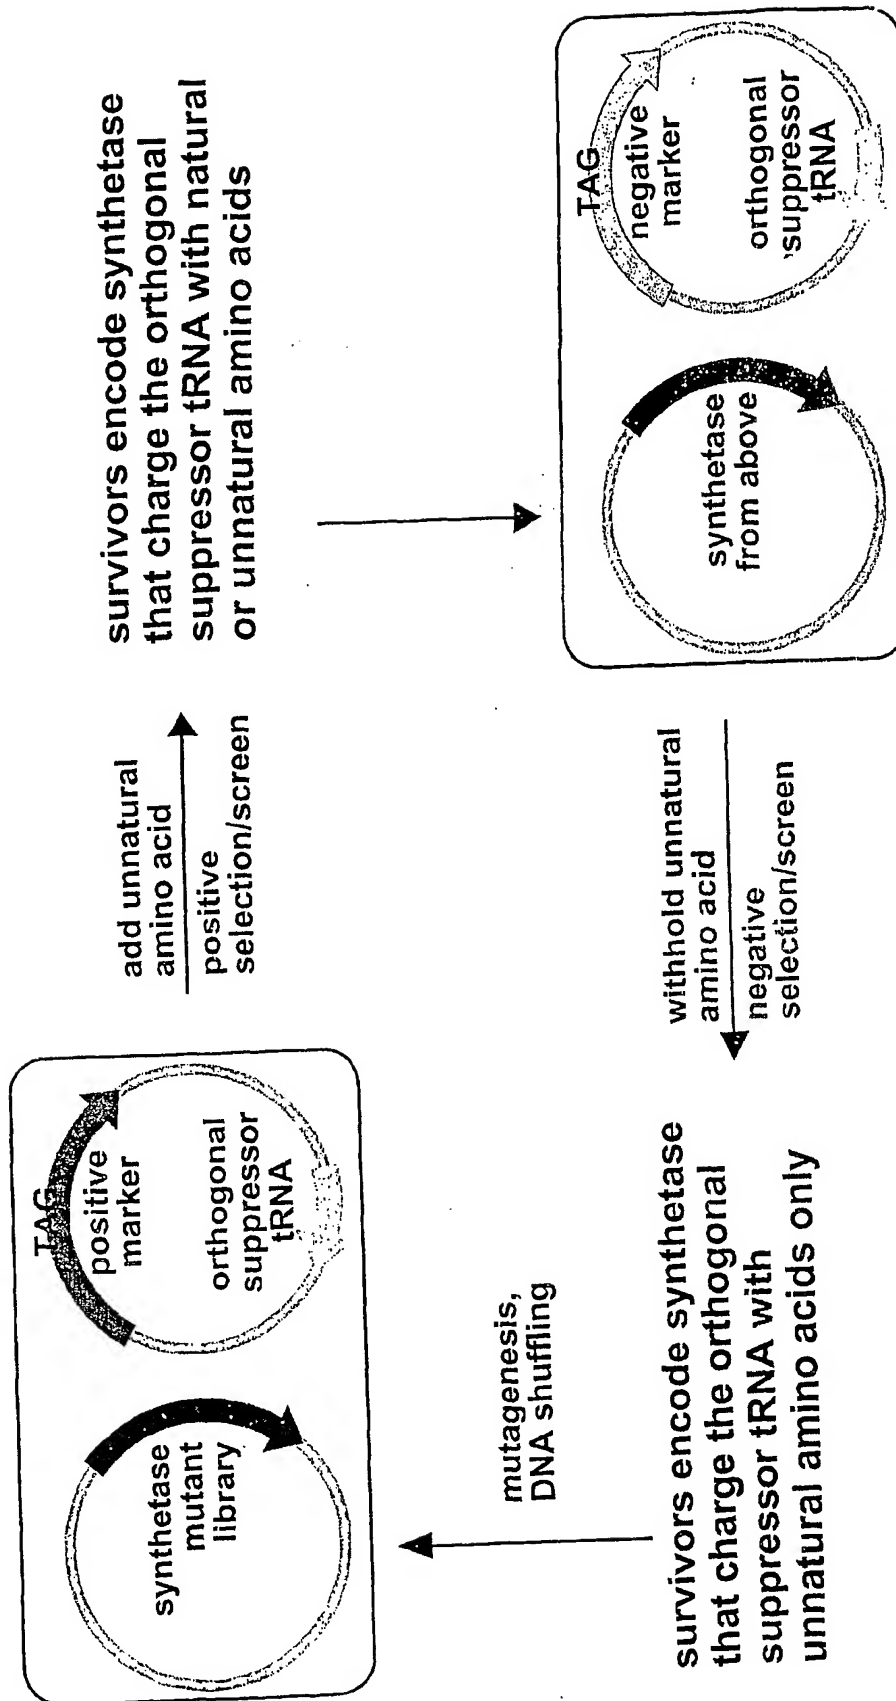 TAG
positive
marker
orthogonal
suppressor
tRNA
synthetase
mutant
library
add unnatural
amino acid
positive
selection/screen
survivors encode synthetase
that charge the orthogonal
suppressor tRNA with natural
or unnatural amino acids
TAG
negative
marker
orthogonal
suppressor
tRNA
synthetase
from above
withhold unnatural
amino acid
negative
selection/screen
survivors encode synthetase
that charge the orthogonal
suppressor tRNA with
unnatural amino acids only
mutagenesis,
DNA shuffling